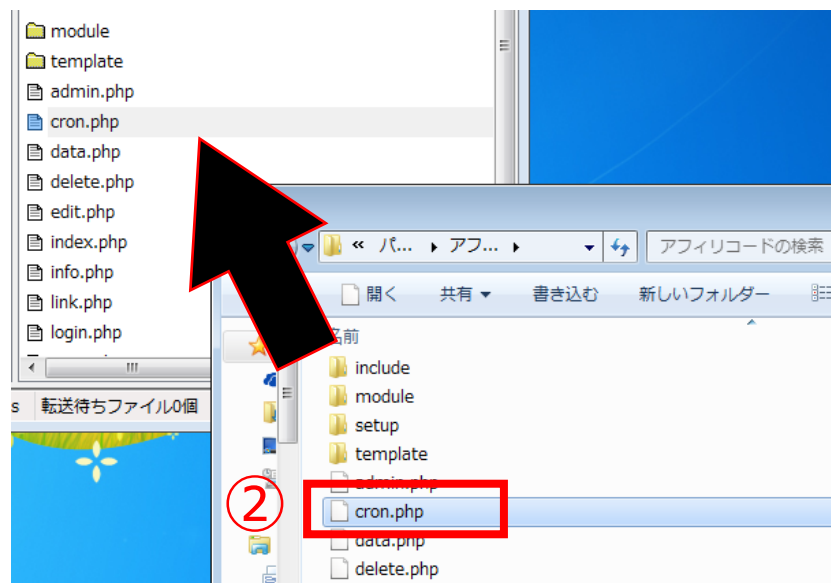 module
template
admin.php
cron.php
data.php
delete.php
edit.php
index.php
info.php
link.php
login.php
s 転送待ちファイル0個
« パ... アフ...
アフィリコードの検索
開く 共有 書き込む 新しいフォルダー
名前
include
module
setup
template
admin.php
②
cron.php
data.php
delete.php